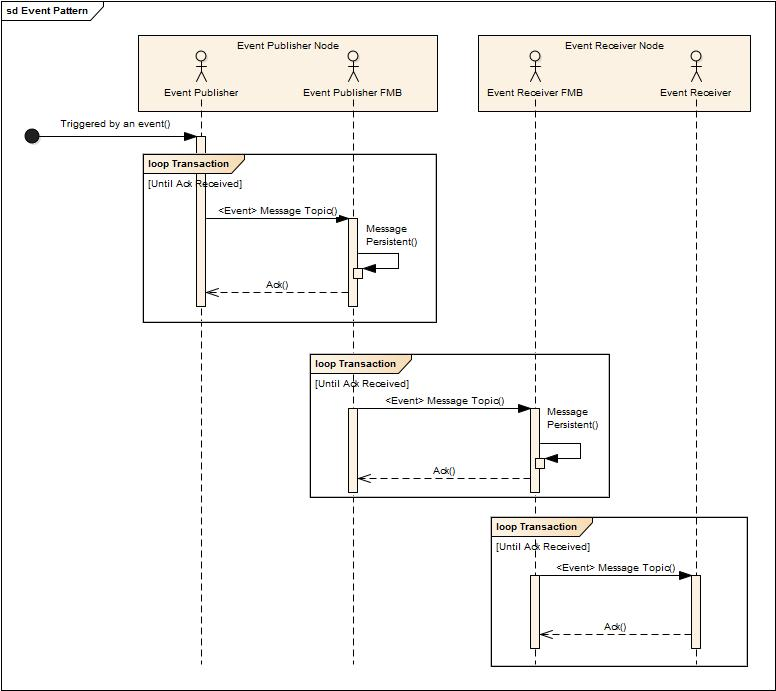 sd Event Pattern
Event Publisher Node
Event Receiver Node
Event Publisher
Event Publisher FMB
Event Receiver FMB
Event Receiver
Triggered by an event()
loop Transaction
[Until Ack Received]
<Event> Message Topic()
Message
Persistent()
Ack()
loop Transaction
[Until Ack Received]
<Event> Message Topic()
Message
Persistent()
Ack()
loop Transaction
[Until Ack Received]
<Event> Message Topic()
Ack()